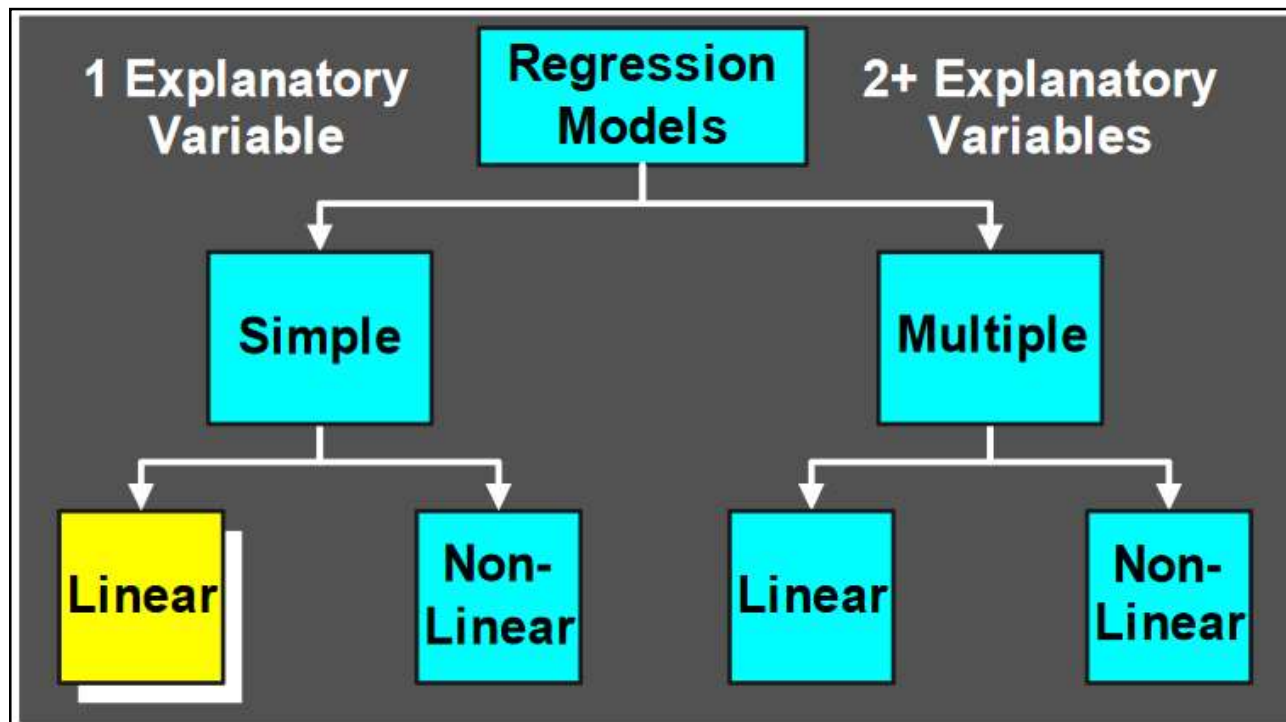 1 Explanatory
Variable
Regression
Models
2+ Explanatory
Variables
Simple
Multiple
Linear
Non-
Linear
Linear
Non-
Linear